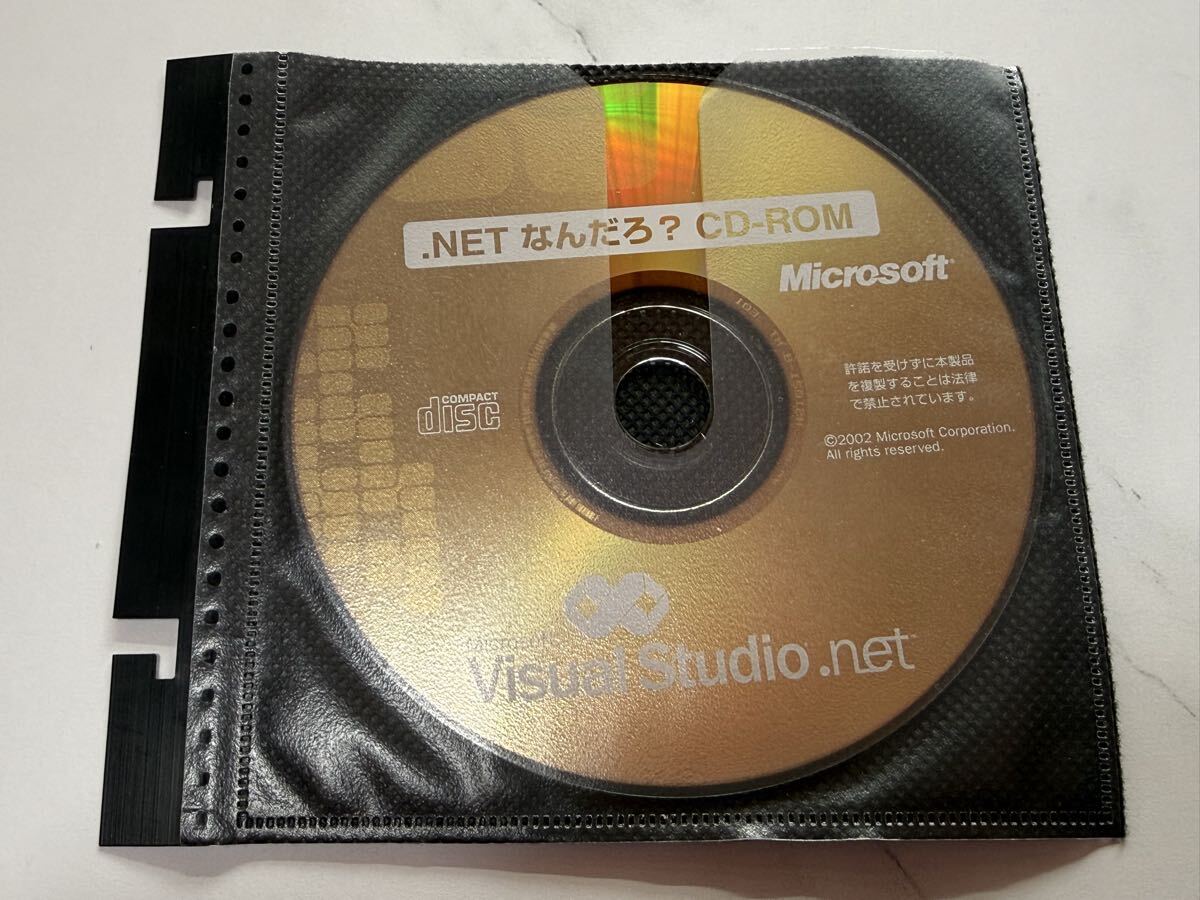 .NET なんだろ？ CD-ROM
Microsoft
COMPACT
disc
許諾を受けずに本製品
を複製することは法律
で禁止されています。
©2002 Microsoft Corporation.
All rights reserved.
Microsoft
Visual Studio .net